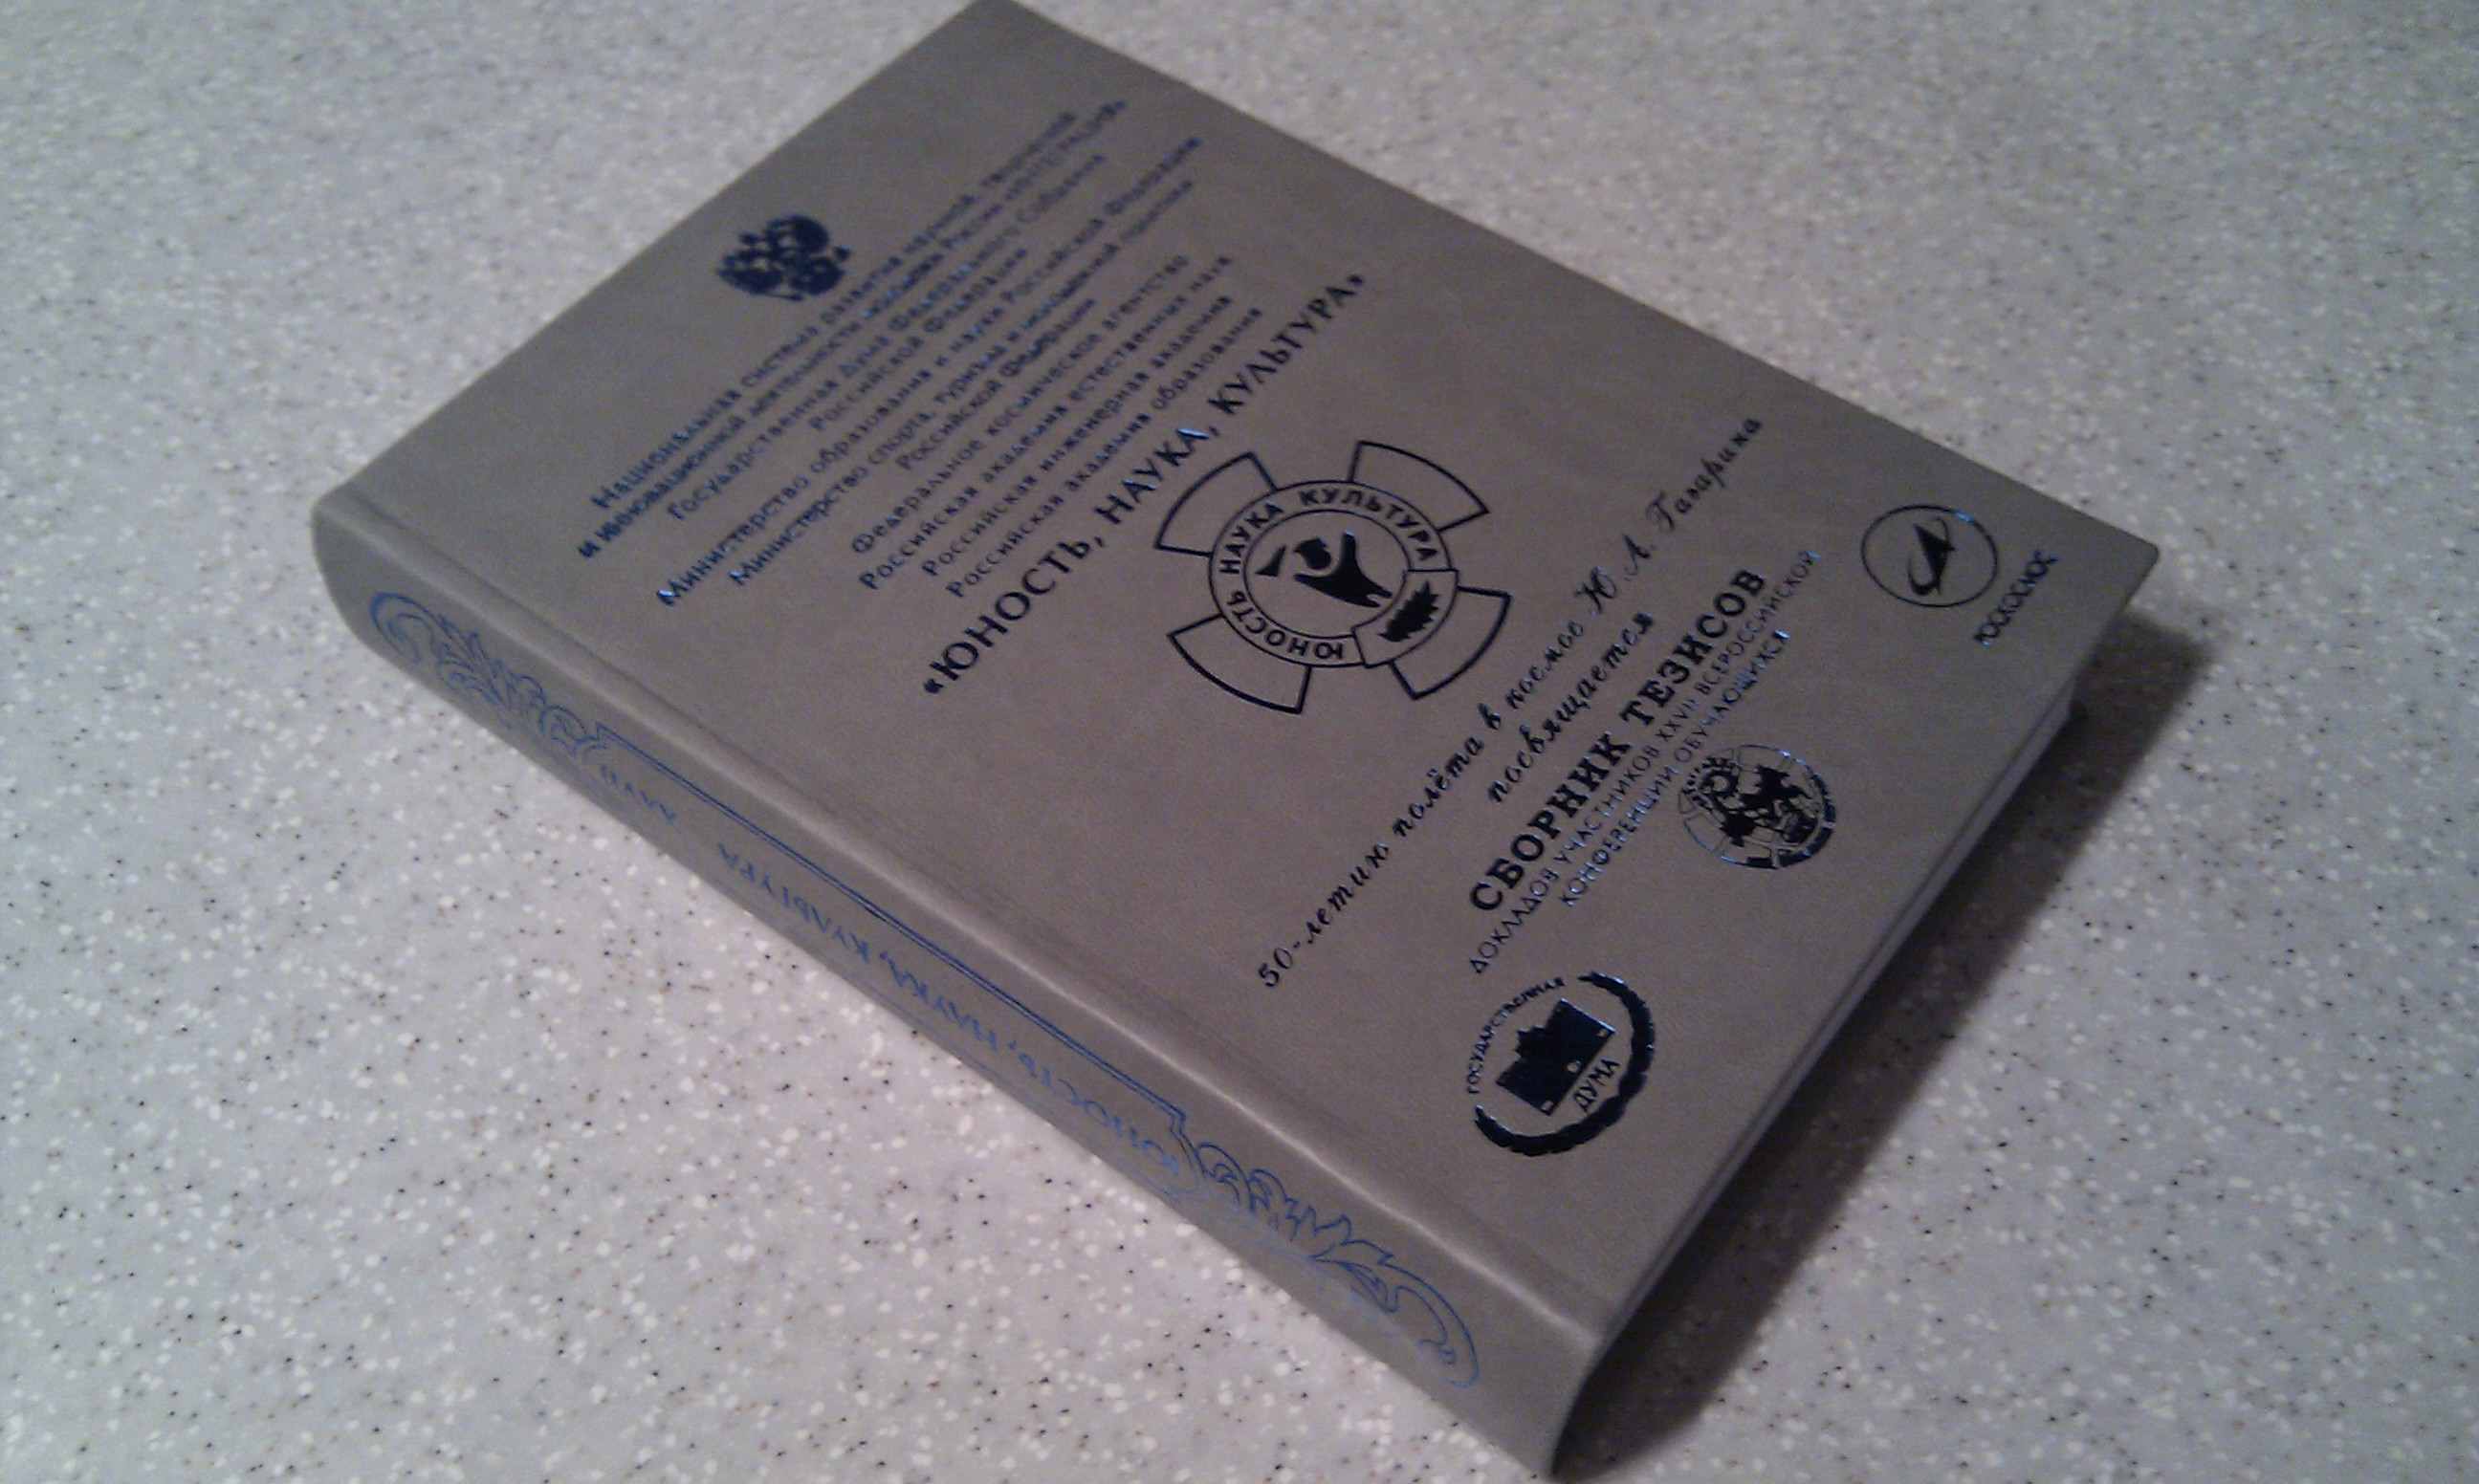 Национальная система развития научной, творческой
и инновационной деятельности молодёжи России «ИНТЕГРАЦИЯ»
Государственная Дума Федерального Собрания
Российской Федерации
Министерство образования и науки Российской Федерации
Министерство спорта, туризма и молодёжной политики
Российской Федерации
Федеральное космическое агентство
Российская академия естественных наук
Российская инженерная академия
Российская академия образования
«ЮНОСТЬ, НАУКА, КУЛЬТУРА»
ЮНОСТЬ НАУКА КУЛЬТУРА
ЮНОСТЬ
50-летию полёта в космос Ю. А. Гагарина
посвящается
СБОРНИК ТЕЗИСОВ
ДОКЛАДОВ УЧАСТНИКОВ XXVII ВСЕРОССИЙСКОЙ
КОНФЕРЕНЦИИ ОБУЧАЮЩИХСЯ
ГОСУДАРСТВЕННАЯ
ДУМА
РОСКОСМОС
ЮНОСТЬ, НАУКА, КУЛЬТУРА